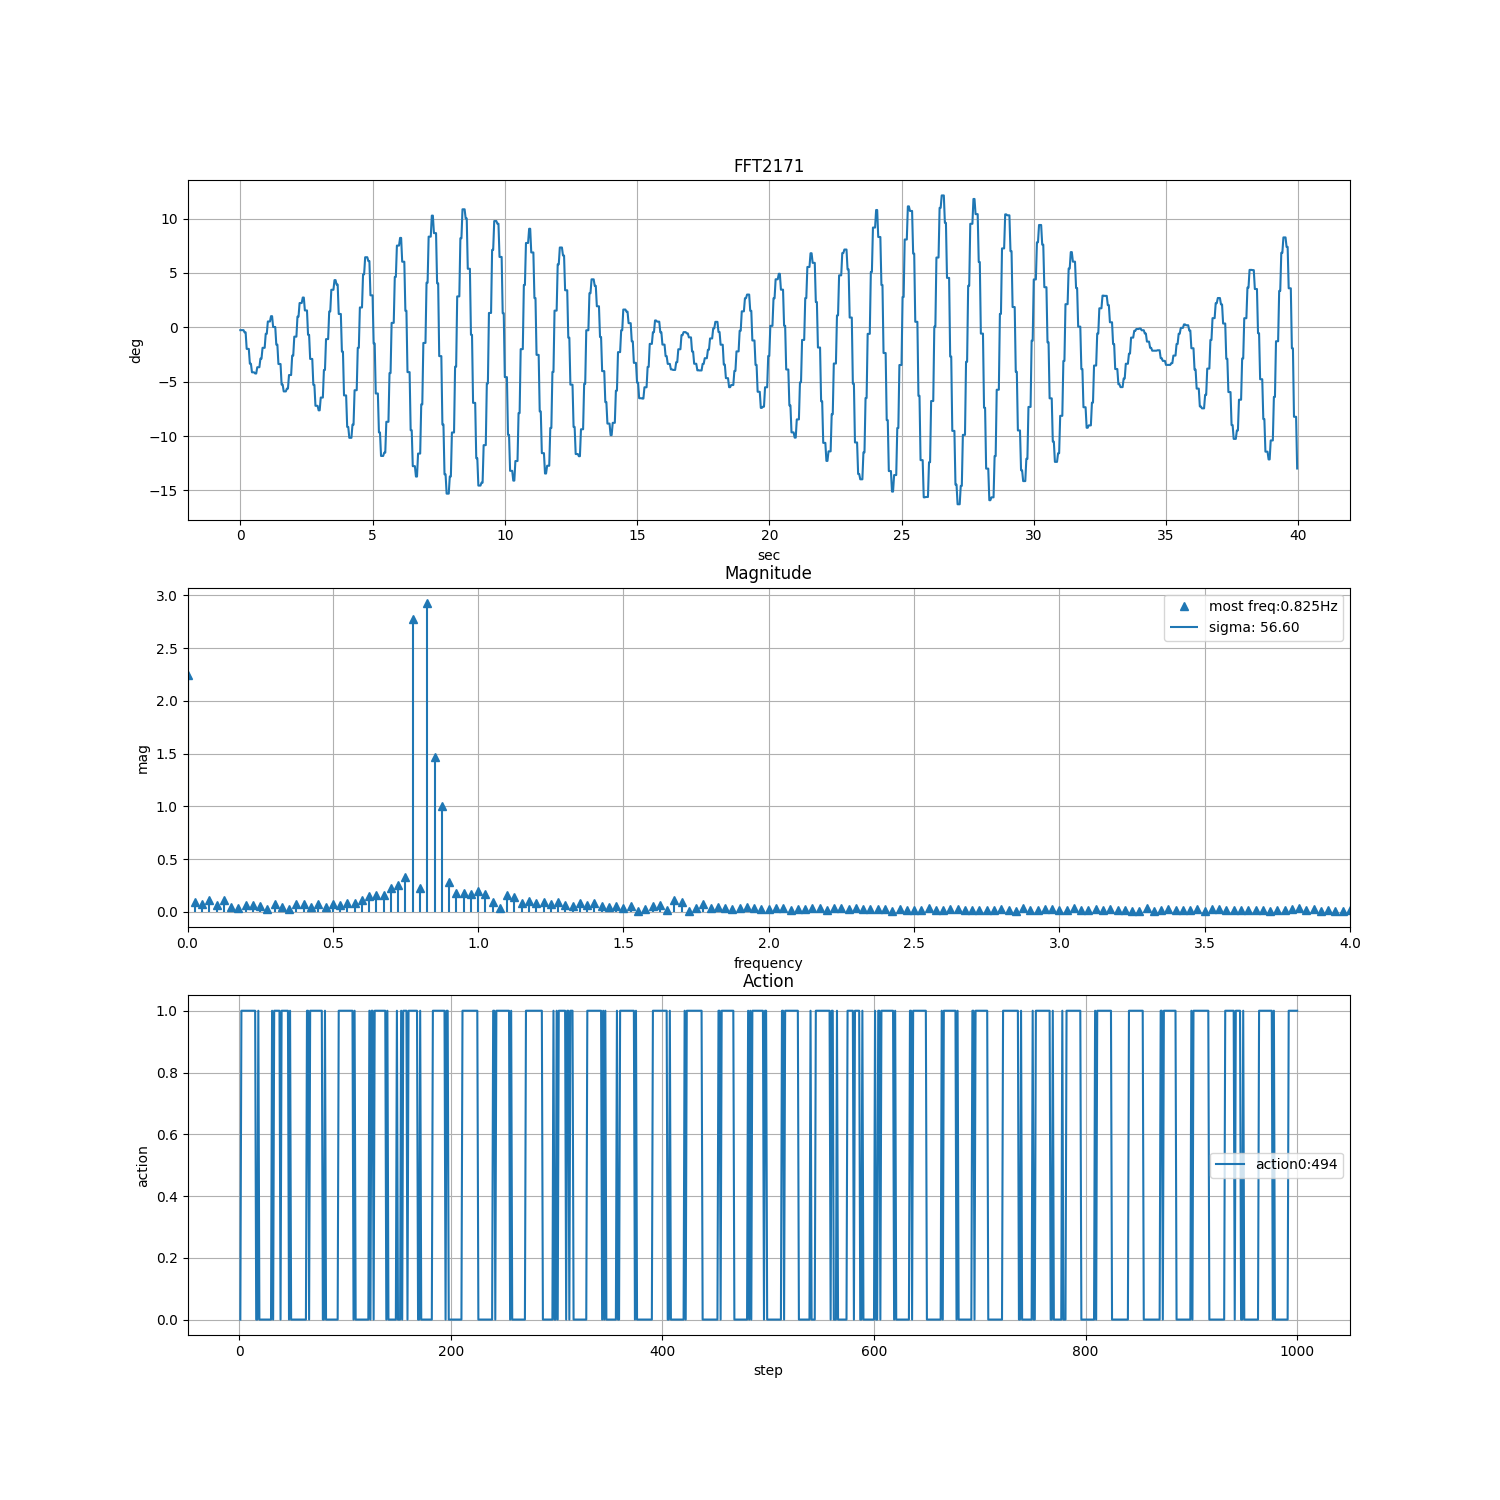 FFT2171
10
5
0
−5
−10
−15
deg
0 5 10 15 20 25 30 35 40
sec
Magnitude
3.0
2.5
2.0
1.5
1.0
0.5
0.0
mag
most freq:0.825Hz
sigma: 56.60
0.0 0.5 1.0 1.5 2.0 2.5 3.0 3.5 4.0
frequency
Action
1.0
0.8
0.6
0.4
0.2
0.0
action
action0:494
0 200 400 600 800 1000
step